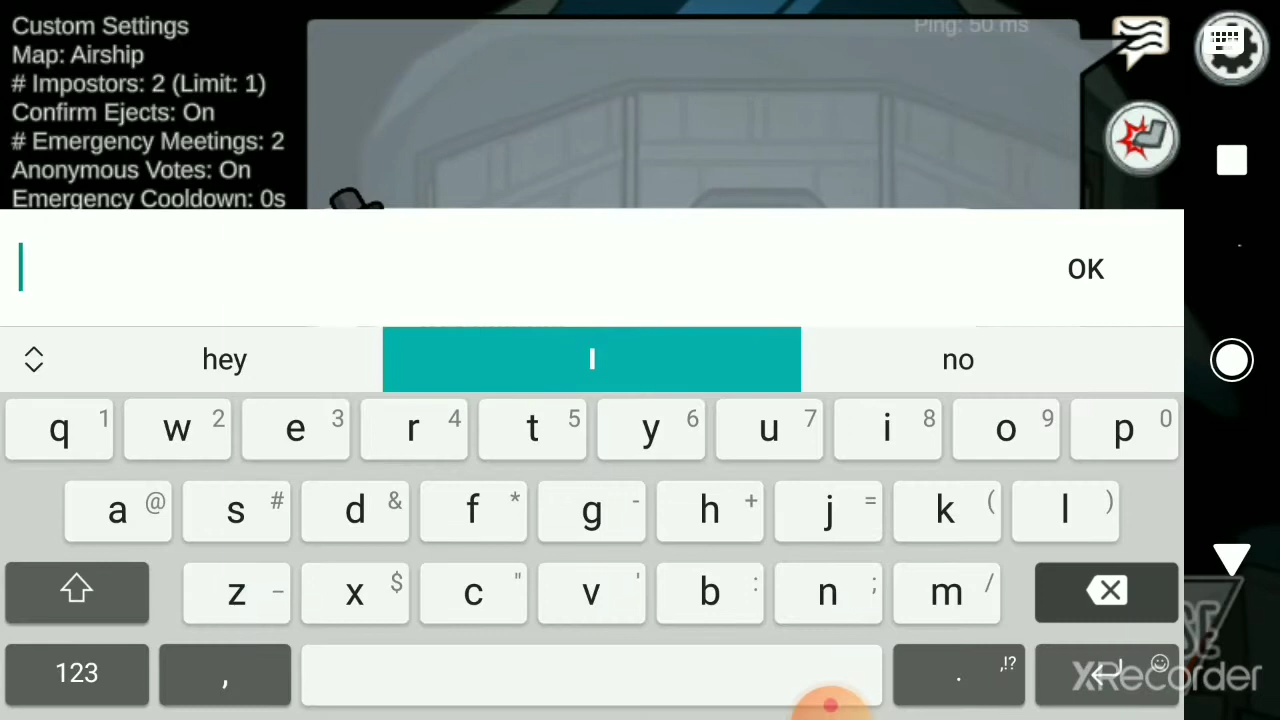 Custom Settings
Ping: 50 ms
Map: Airship
# Impostors: 2 (Limit: 1)
Confirm Ejects: On
# Emergency Meetings: 2
Anonymous Votes: On
Emergency Cooldown: 0s
OK
hey I no
q 1 w 2 e 3 r 4 t 5 y 6 u 7 i 8 o 9 p 0
a @ s # d & f * g - h + j = k ( l )
z _ x $ c " v ' b : n ; m /
123 , . ,!?
XRecorder